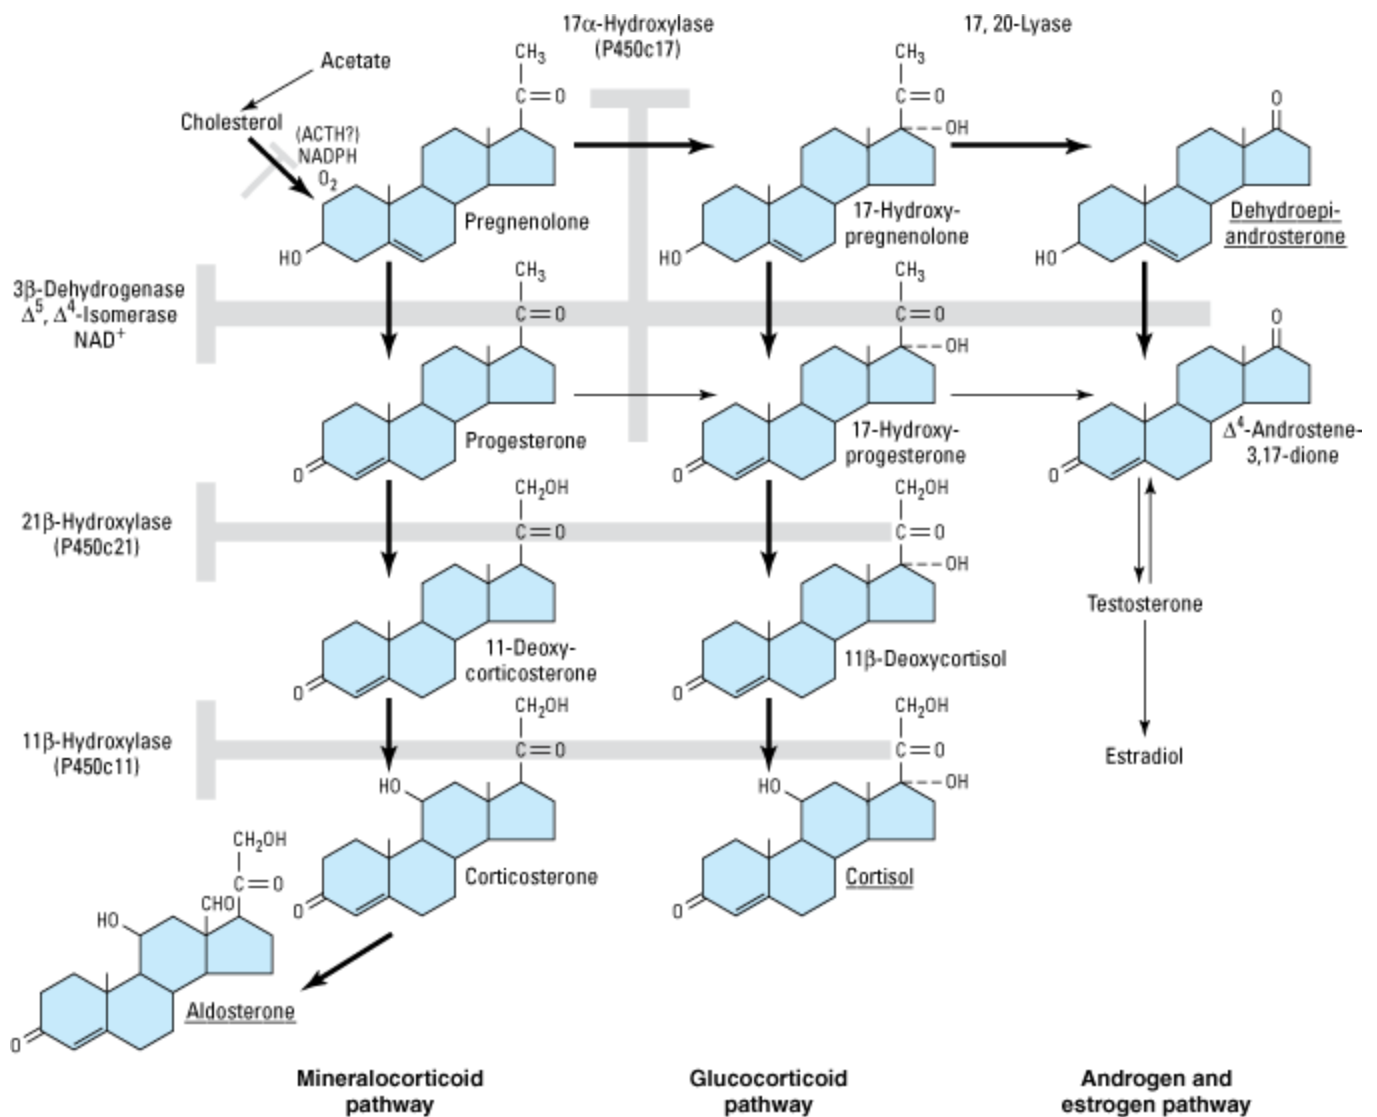 17α-Hydroxylase
(P450c17)
17, 20-Lyase
Acetate
Cholesterol
(ACTH?)
NADPH
O₂
CH₃
C=O
HO
Pregnenolone
CH₃
C=O
OH
HO
17-Hydroxy-
pregnenolone
O
HO
Dehydroepi-
androsterone
3β-Dehydrogenase
Δ⁵, Δ⁴-Isomerase
NAD⁺
CH₃
C=O
O
Progesterone
CH₃
C=O
OH
O
17-Hydroxy-
progesterone
O
O
Δ⁴-Androstene-
3,17-dione
21β-Hydroxylase
(P450c21)
CH₂OH
C=O
O
11-Deoxy-
corticosterone
CH₂OH
C=O
OH
O
11β-Deoxycortisol
Testosterone
Estradiol
11β-Hydroxylase
(P450c11)
CH₂OH
C=O
HO
O
Corticosterone
CH₂OH
C=O
OH
HO
O
Cortisol
CH₂OH
C=O
CHO
HO
O
Aldosterone
Mineralocorticoid
pathway
Glucocorticoid
pathway
Androgen and
estrogen pathway